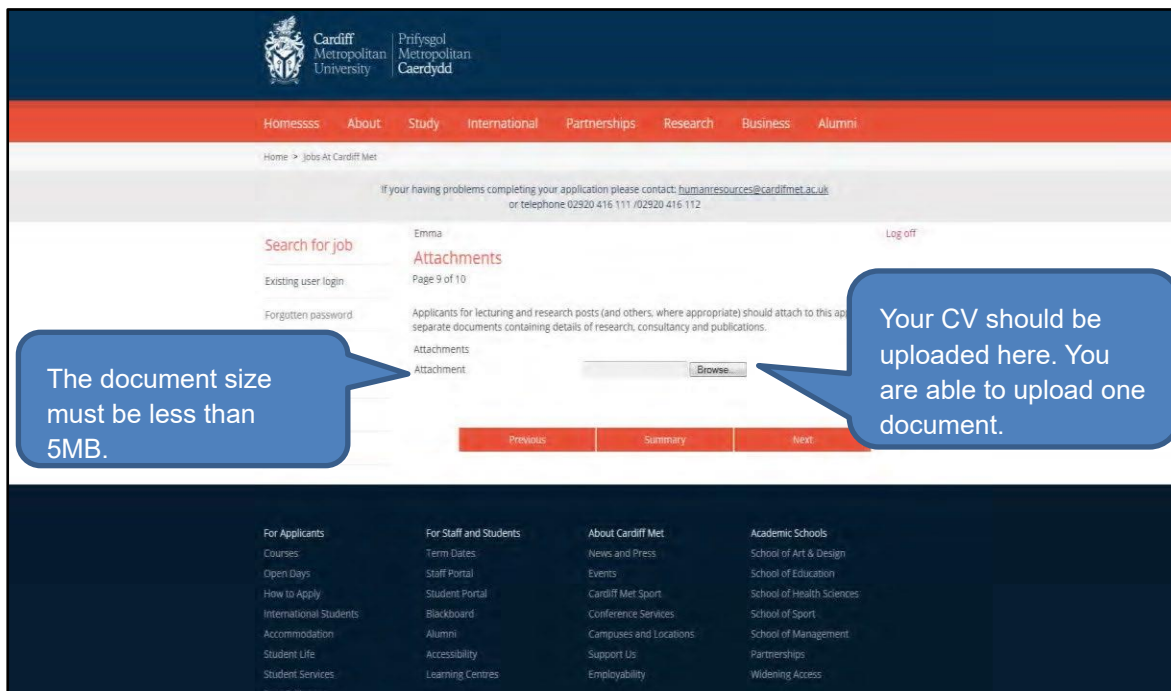 Cardiff
Metropolitan
University
Prifysgol
Metropolitan
Caerdydd
Homessss About Study International Partnerships Research Business Alumni
Home > Jobs At Cardiff Met
If your having problems completing your application please contact: humanresources@cardifmet.ac.uk
or telephone 02920 416 111 /02920 416 112
Search for job
Existing user login
Forgotten password
Emma
Log off
Attachments
Page 9 of 10
Applicants for lecturing and research posts (and others, where appropriate) should attach to this
separate documents containing details of research, consultancy and publications.
Attachments
Attachment
Browse...
The document size
must be less than
5MB.
Your CV should be
uploaded here. You
are able to upload one
document.
Previous Summary Next
For Applicants
Courses
Open Days
How to Apply
International Students
Accommodation
Student Life
Student Services
For Staff and Students
Term Dates
Staff Portal
Student Portal
Blackboard
Alumni
Accessibility
Learning Centres
About Cardiff Met
News and Press
Events
Cardiff Met Sport
Conference Services
Campuses and Locations
Support Us
Employability
Academic Schools
School of Art & Design
School of Education
School of Health Sciences
School of Sport
School of Management
Partnerships
Widening Access